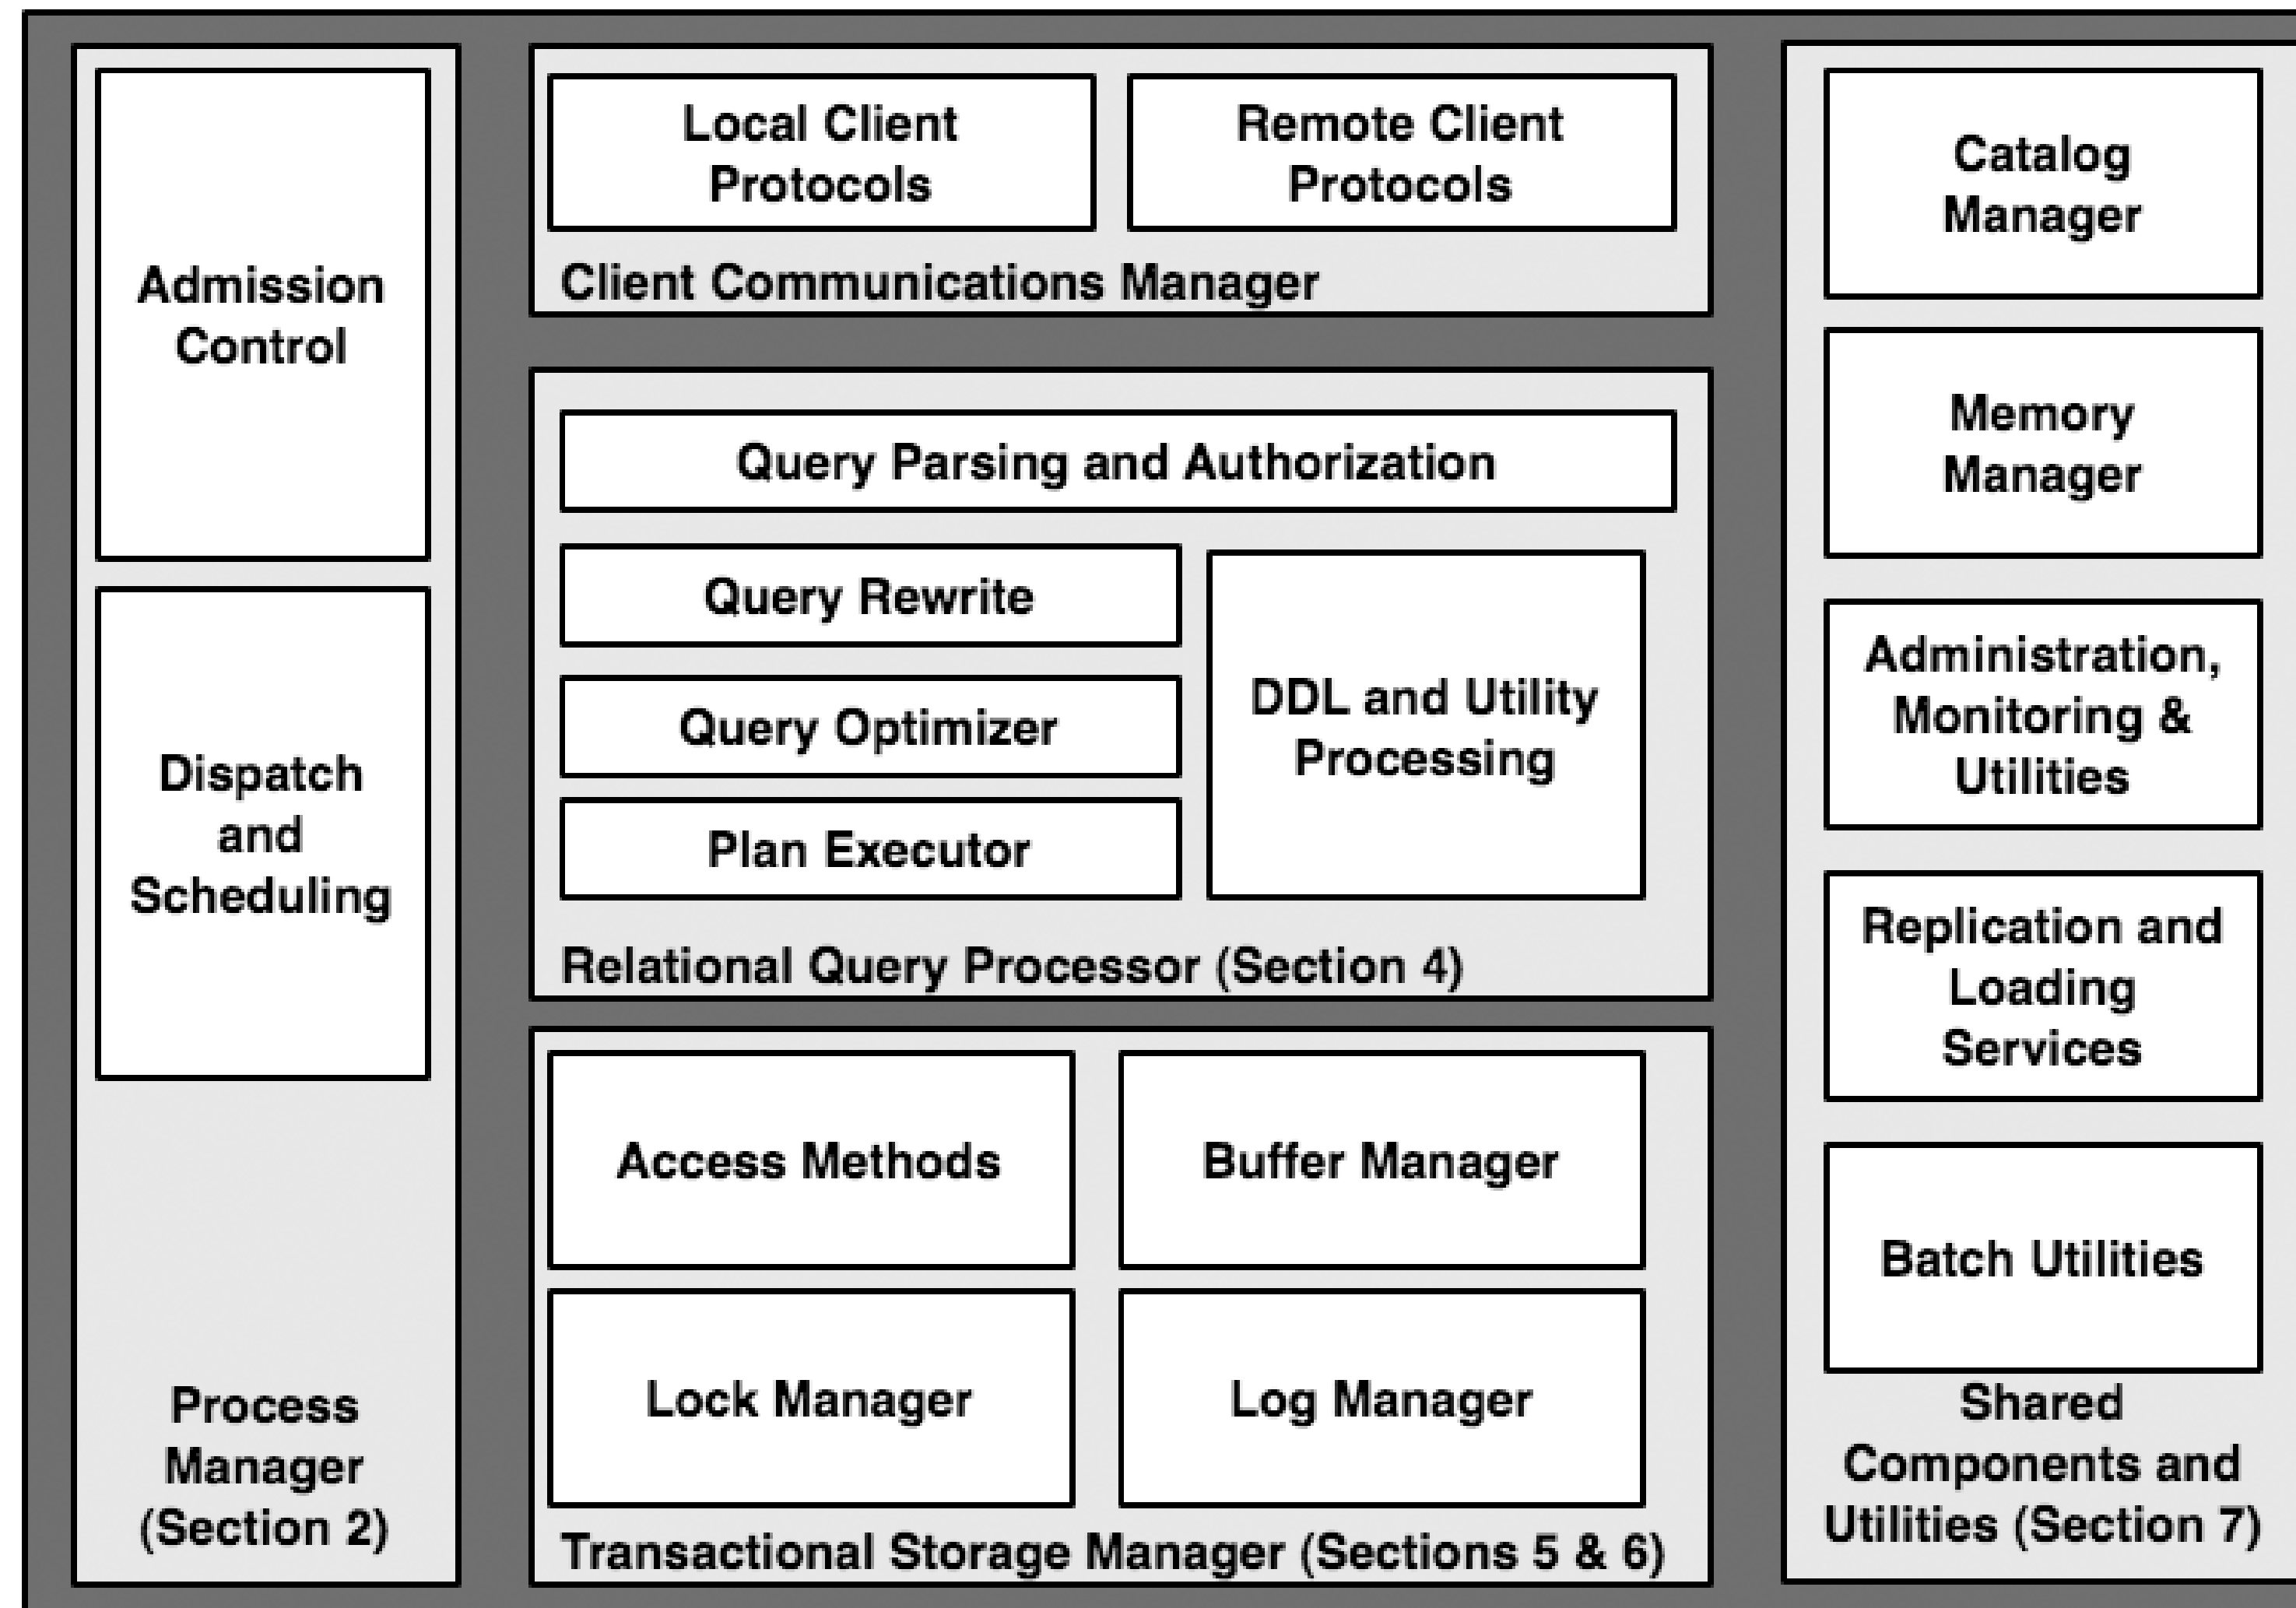 Admission
Control
Dispatch
and
Scheduling
Process
Manager
(Section 2)
Local Client
Protocols
Remote Client
Protocols
Client Communications Manager
Query Parsing and Authorization
Query Rewrite
Query Optimizer
Plan Executor
DDL and Utility
Processing
Relational Query Processor (Section 4)
Access Methods
Buffer Manager
Lock Manager
Log Manager
Transactional Storage Manager (Sections 5 & 6)
Catalog
Manager
Memory
Manager
Administration,
Monitoring &
Utilities
Replication and
Loading
Services
Batch Utilities
Shared
Components and
Utilities (Section 7)